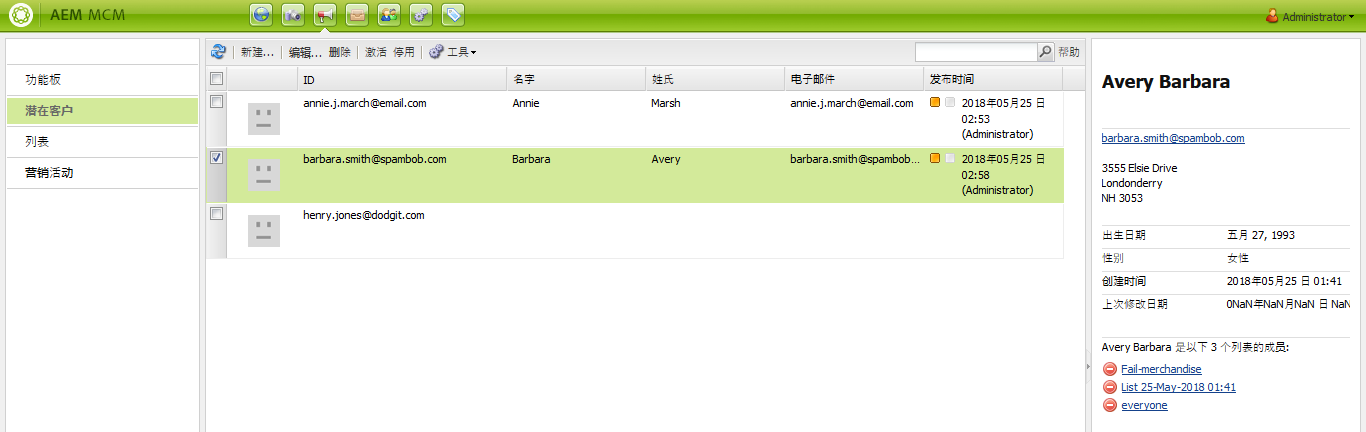 AEM MCM
Administrator
新建... 编辑... 删除 激活 停用 工具 帮助
功能板
潜在客户
列表
营销活动
ID 名字 姓氏 电子邮件 发布时间
annie.j.march@email.com Annie Marsh annie.j.march@email.com 2018年05月25 日
02:53
(Administrator)
barbara.smith@spambob.com Barbara Avery barbara.smith@spambob... 2018年05月25 日
02:58
(Administrator)
henry.jones@dodgit.com
Avery Barbara
barbara.smith@spambob.com
3555 Elsie Drive
Londonderry
NH 3053
出生日期 五月 27, 1993
性别 女性
创建时间 2018年05月25 日 01:41
上次修改日期 0NaN年NaN月NaN 日 NaN
Avery Barbara 是以下 3 个列表的成员:
Fail-merchandise
List 25-May-2018 01:41
everyone